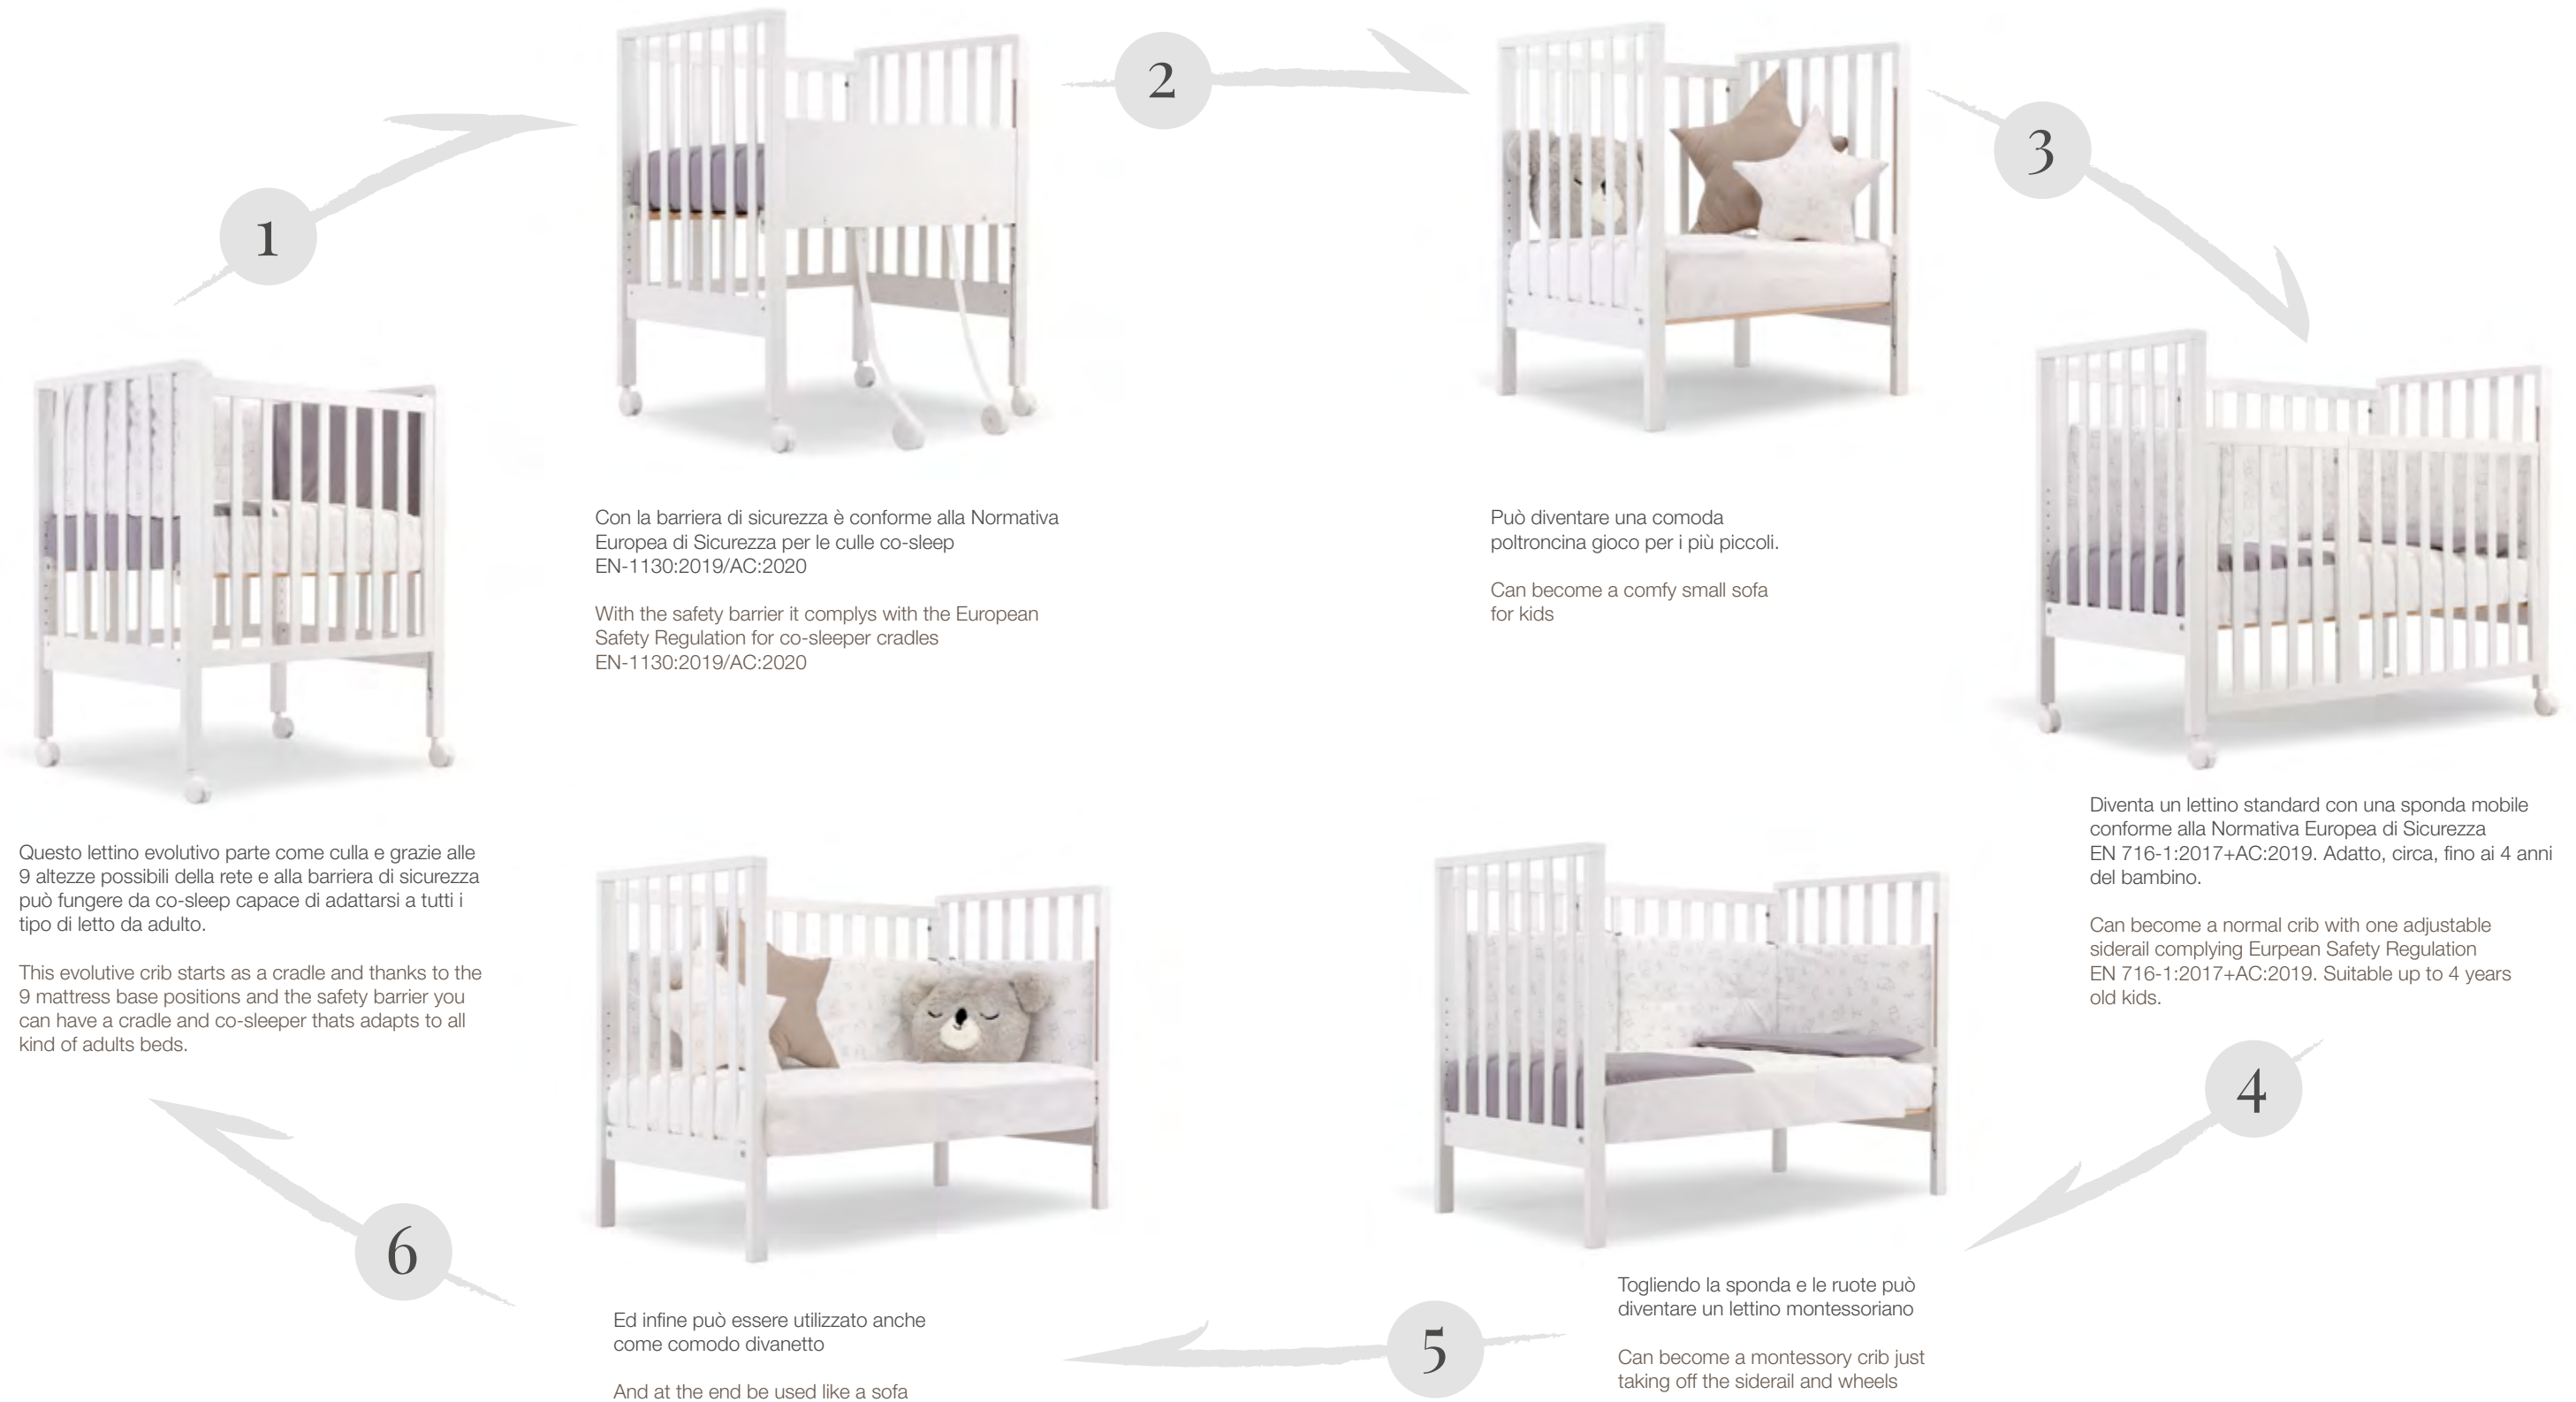 1
Questo lettino evolutivo parte come culla e grazie alle
9 altezze possibili della rete e alla barriera di sicurezza
può fungere da co-sleep capace di adattarsi a tutti i
tipo di letto da adulto.
This evolutive crib starts as a cradle and thanks to the
9 mattress base positions and the safety barrier you
can have a cradle and co-sleeper thats adapts to all
kind of adults beds.
2
Con la barriera di sicurezza è conforme alla Normativa
Europea di Sicurezza per le culle co-sleep
EN-1130:2019/AC:2020
With the safety barrier it complys with the European
Safety Regulation for co-sleeper cradles
EN-1130:2019/AC:2020
3
Può diventare una comoda
poltroncina gioco per i più piccoli.
Can become a comfy small sofa
for kids
Diventa un lettino standard con una sponda mobile
conforme alla Normativa Europea di Sicurezza
EN 716-1:2017+AC:2019. Adatto, circa, fino ai 4 anni
del bambino.
Can become a normal crib with one adjustable
siderail complying Eurpean Safety Regulation
EN 716-1:2017+AC:2019. Suitable up to 4 years
old kids.
4
Togliendo la sponda e le ruote può
diventare un lettino montessoriano
Can become a montessory crib just
taking off the siderail and wheels
5
Ed infine può essere utilizzato anche
come comodo divanetto
And at the end be used like a sofa
6